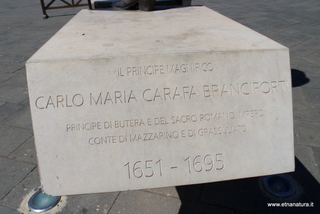 IL PRINCIPE MAGNIFICO
CARLO MARIA CARAFA BRANCIFORT
PRINCIPE DI BUTERA E DEL SACRO ROMANO IMPERO
CONTE DI MAZZARINO E DI GRASSULIATO
1651 - 1695
www.etnanatura.it